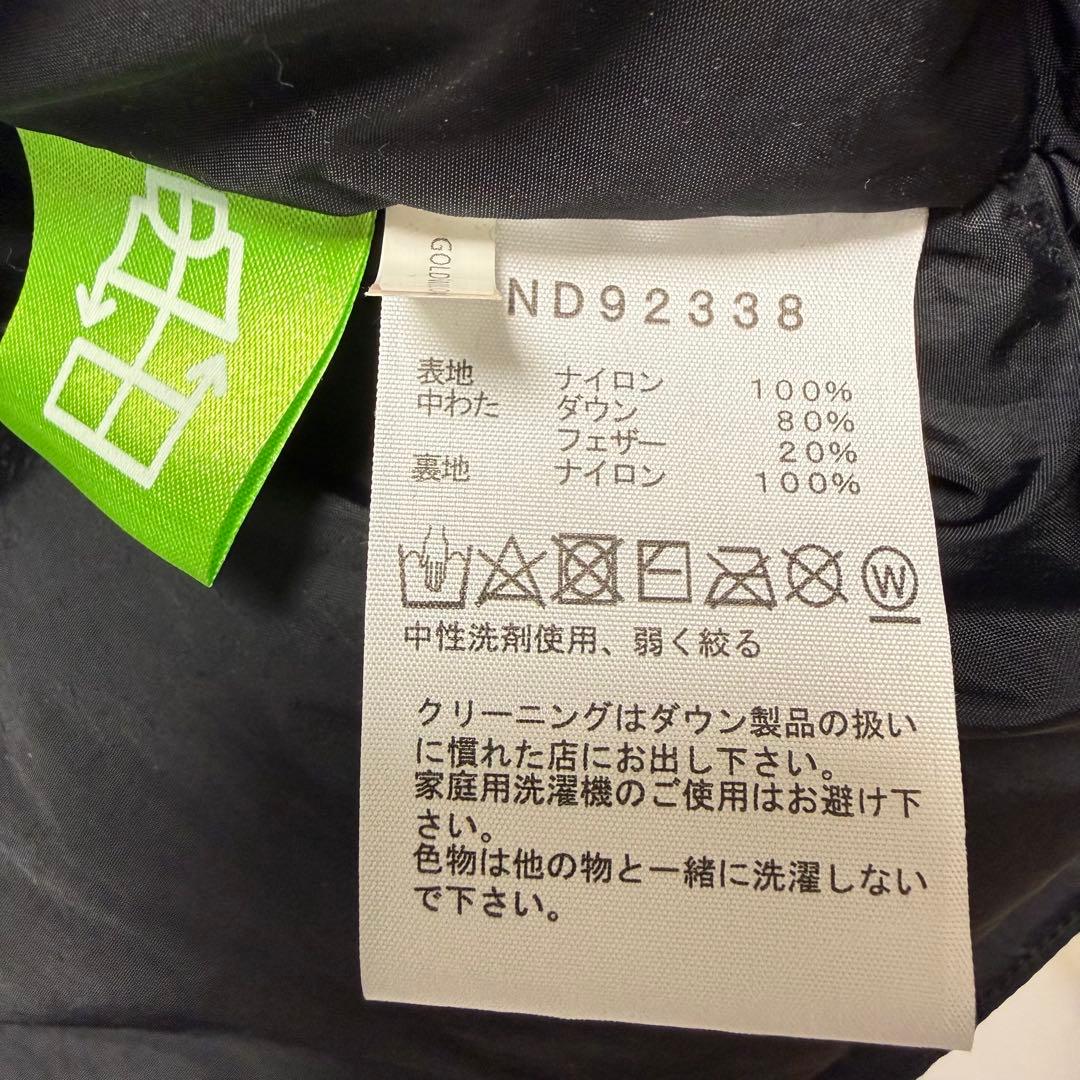 GOLDWIN
ND92338
表地 ナイロン 100%
中わた ダウン 80%
フェザー 20%
裏地 ナイロン 100%
W
中性洗剤使用、弱く絞る
クリーニングはダウン製品の扱い
に慣れた店にお出し下さい。
家庭用洗濯機のご使用はお避け下
さい。
色物は他の物と一緒に洗濯しない
で下さい。